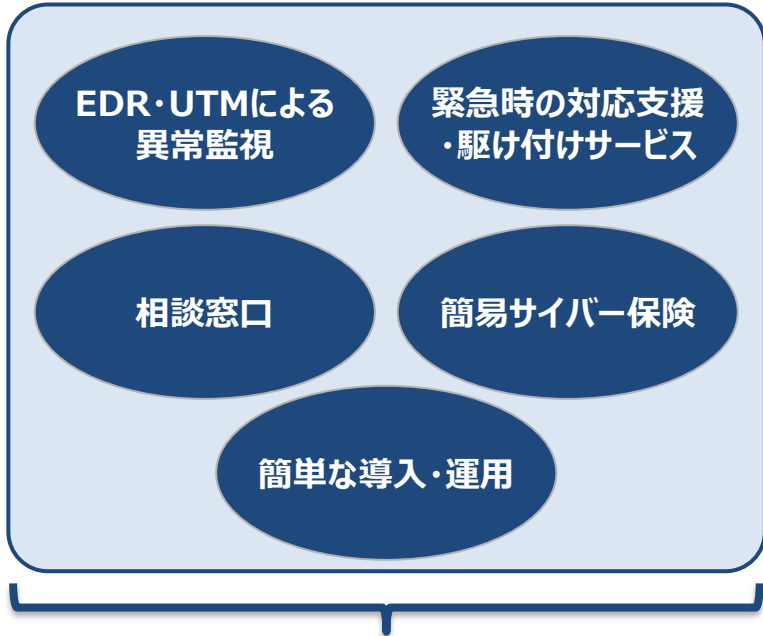 EDR・UTMによる
異常監視
緊急時の対応支援
・駆け付けサービス
相談窓口
簡易サイバー保険
簡単な導入・運用